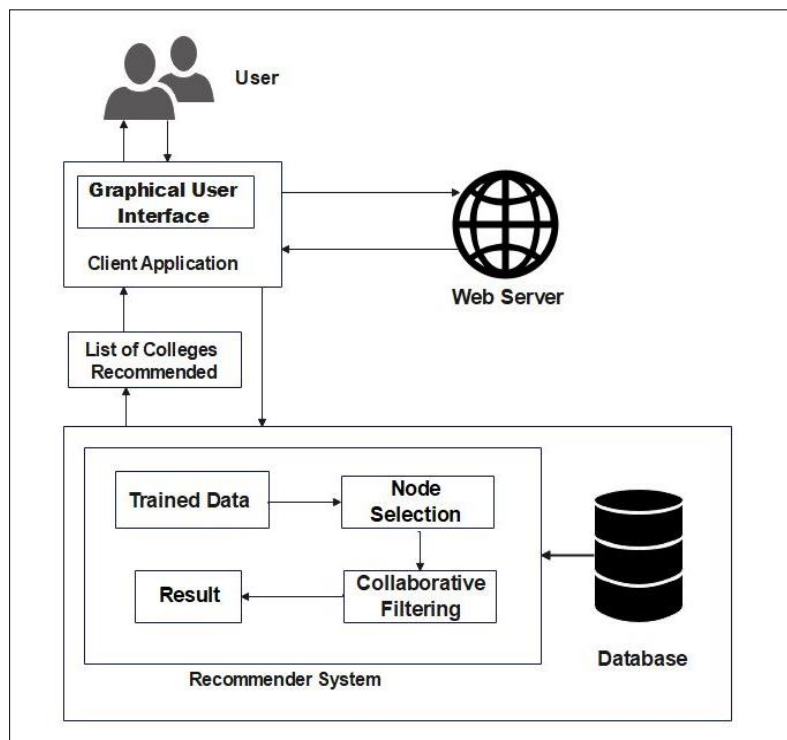 User
Graphical User
Interface
Client Application
Web Server
List of Colleges
Recommended
Trained Data
Node
Selection
Result
Collaborative
Filtering
Database
Recommender System